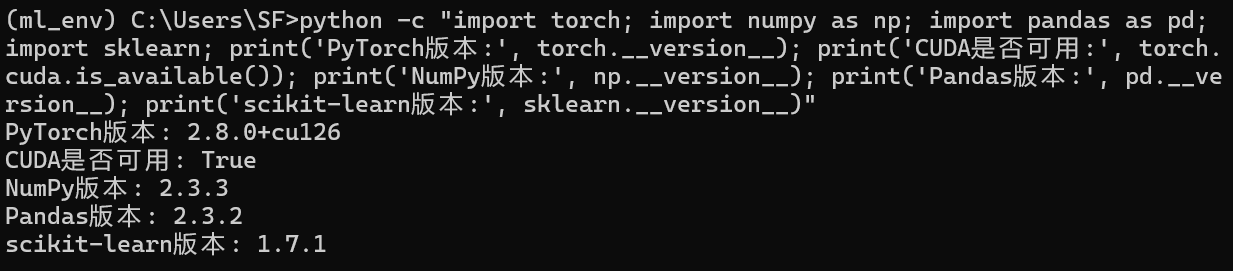 (ml_env) C:\Users\SF>python -c "import torch; import numpy as np; import pandas as pd;
import sklearn; print('PyTorch版本:', torch.__version__); print('CUDA是否可用:', torch.
cuda.is_available()); print('NumPy版本:', np.__version__); print('Pandas版本:', pd.__ve
rsion__); print('scikit-learn版本:', sklearn.__version__)"
PyTorch版本: 2.8.0+cu126
CUDA是否可用: True
NumPy版本: 2.3.3
Pandas版本: 2.3.2
scikit-learn版本: 1.7.1